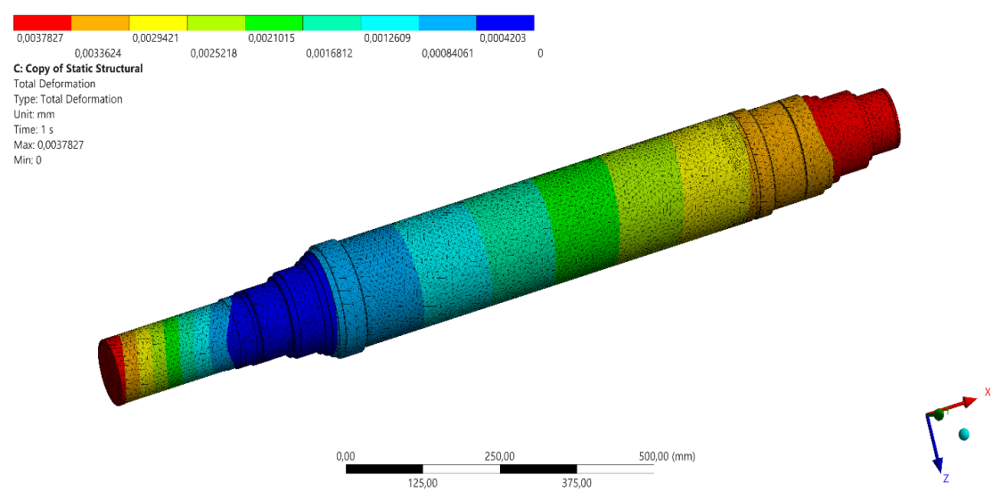 0,0037827 0,0029421 0,0021015 0,0012609 0,0004203
0,0033624 0,0025218 0,0016812 0,00084061 0
C: Copy of Static Structural
Total Deformation
Type: Total Deformation
Unit: mm
Time: 1 s
Max: 0,0037827
Min: 0
X
Z
0,00 250,00 500,00 (mm)
125,00 375,00